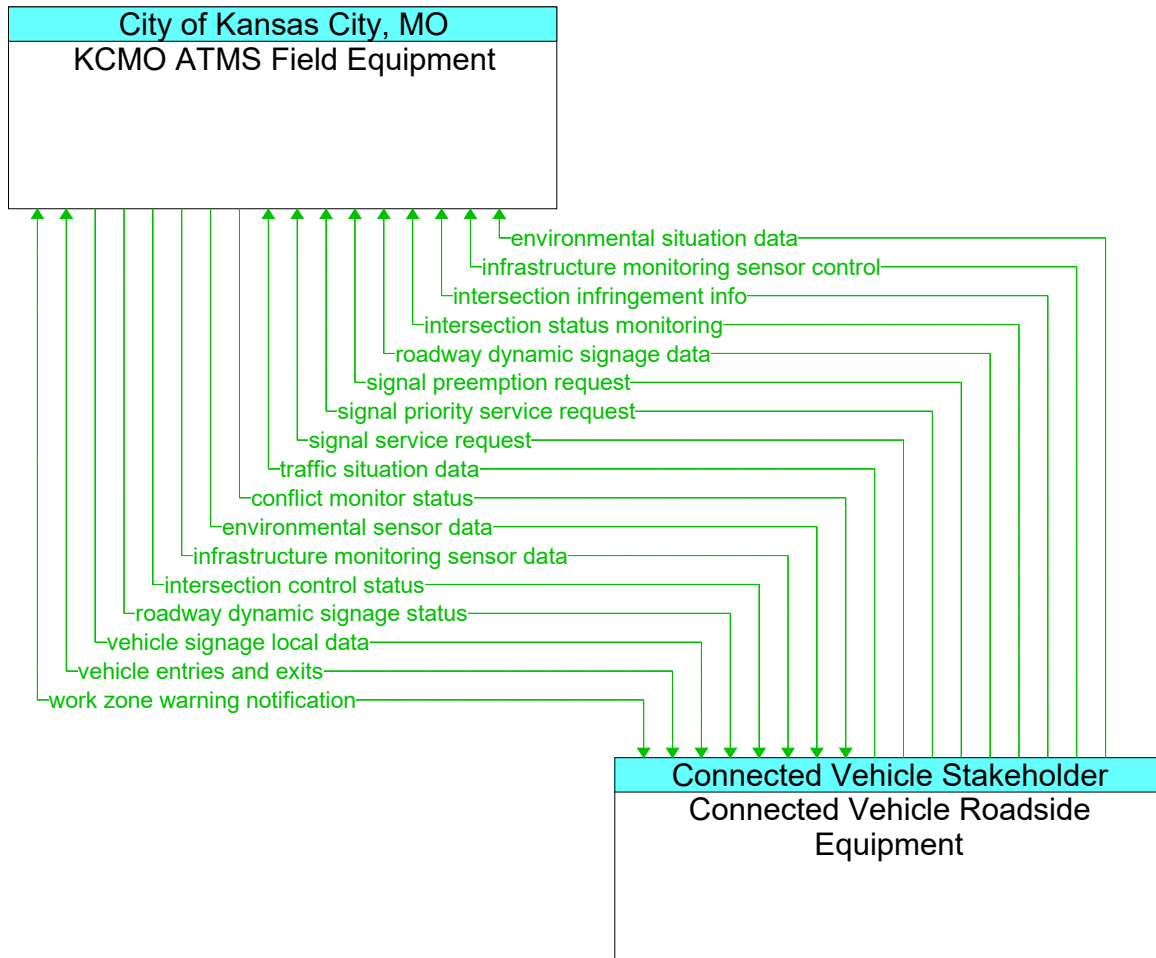 City of Kansas City, MO
KCMO ATMS Field Equipment
environmental situation data
infrastructure monitoring sensor control
intersection infringement info
intersection status monitoring
roadway dynamic signage data
signal preemption request
signal priority service request
signal service request
traffic situation data
conflict monitor status
environmental sensor data
infrastructure monitoring sensor data
intersection control status
roadway dynamic signage status
vehicle signage local data
vehicle entries and exits
work zone warning notification
Connected Vehicle Stakeholder
Connected Vehicle Roadside
Equipment